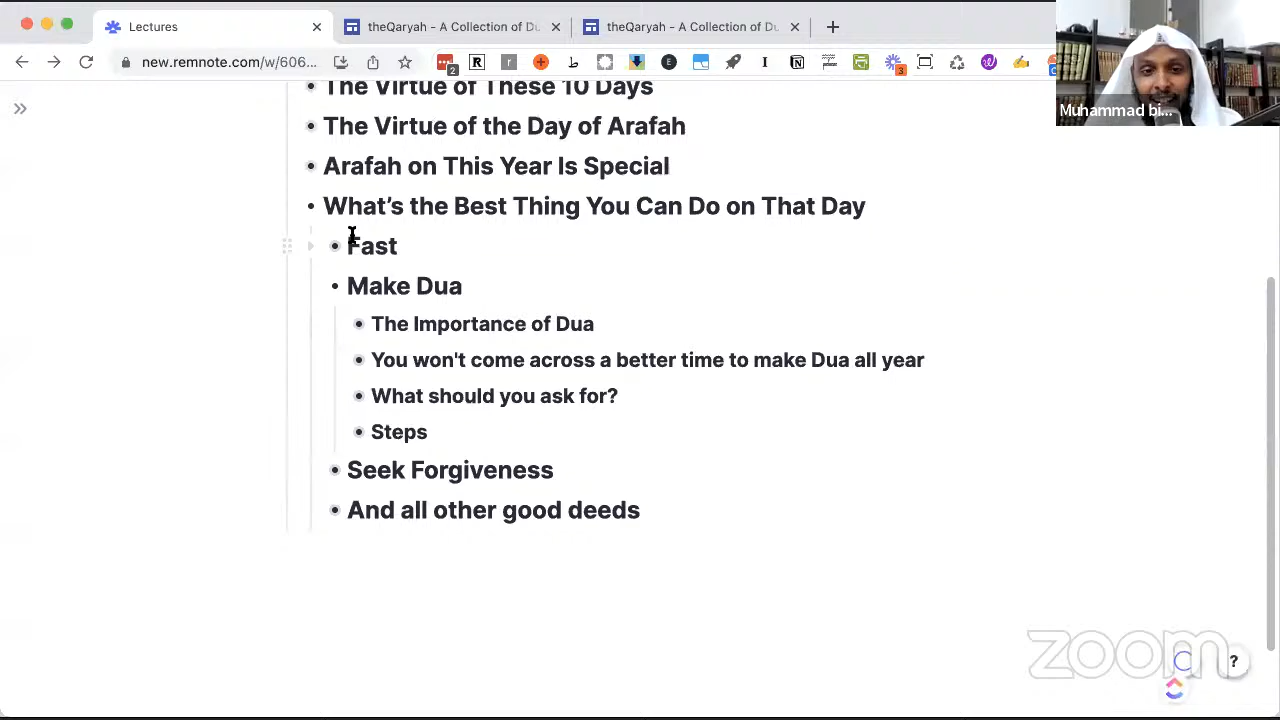 Lectures
theQaryah - A Collection of Du
theQaryah - A Collection of Du
new.remnote.com/w/606...
2
3
Muhammad bi...
The Virtue of These 10 Days
The Virtue of the Day of Arafah
Arafah on This Year Is Special
What's the Best Thing You Can Do on That Day
Fast
Make Dua
The Importance of Dua
You won't come across a better time to make Dua all year
What should you ask for?
Steps
Seek Forgiveness
And all other good deeds
zoom
?